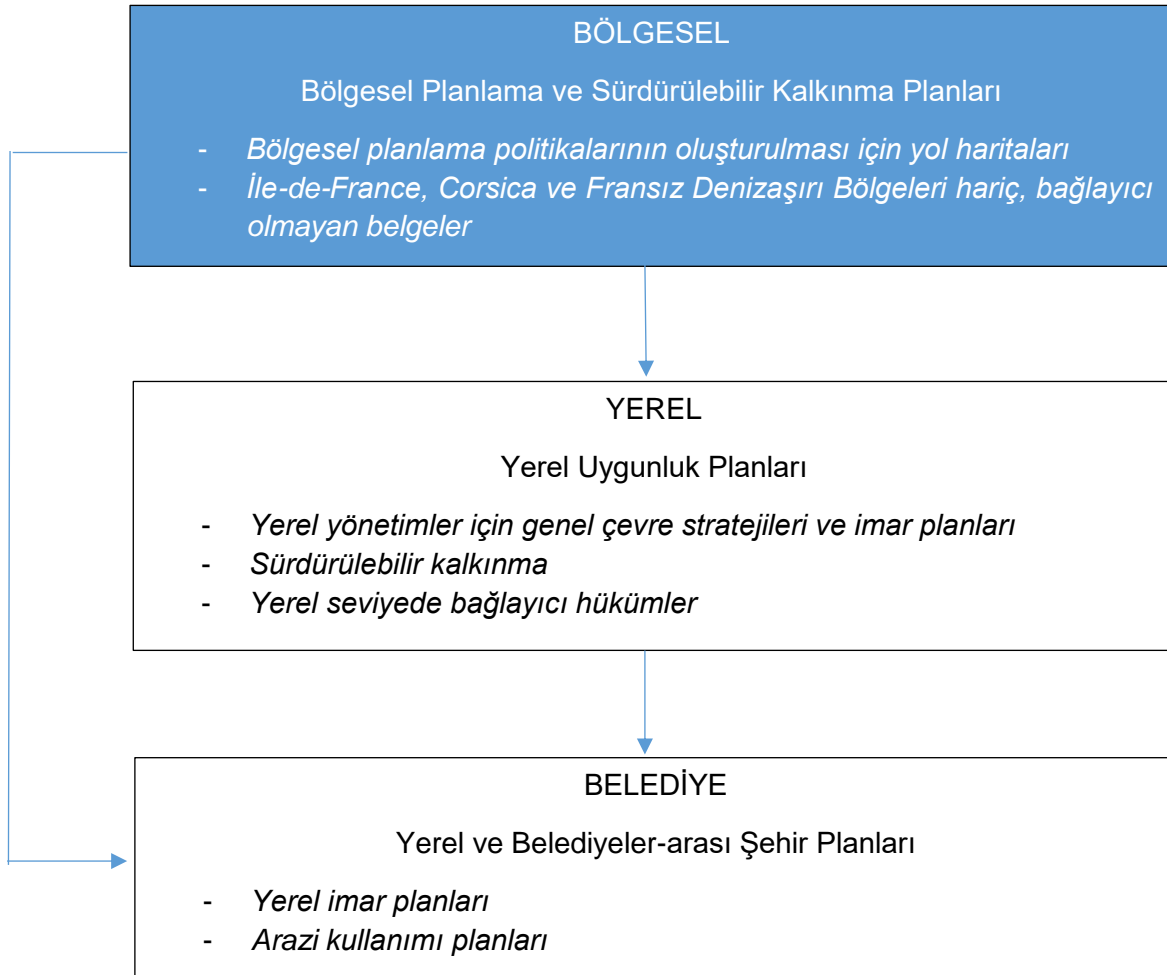 BÖLGESEL
Bölgesel Planlama ve Sürdürülebilir Kalkınma Planları
- Bölgesel planlama politikalarının oluşturulması için yol haritaları
- İle-de-France, Corsica ve Fransız Denizaşırı Bölgeleri hariç, bağlayıcı
olmayan belgeler
YEREL
Yerel Uygunluk Planları
- Yerel yönetimler için genel çevre stratejileri ve imar planları
- Sürdürülebilir kalkınma
- Yerel seviyede bağlayıcı hükümler
BELEDİYE
Yerel ve Belediyeler-arası Şehir Planları
- Yerel imar planları
- Arazi kullanımı planları